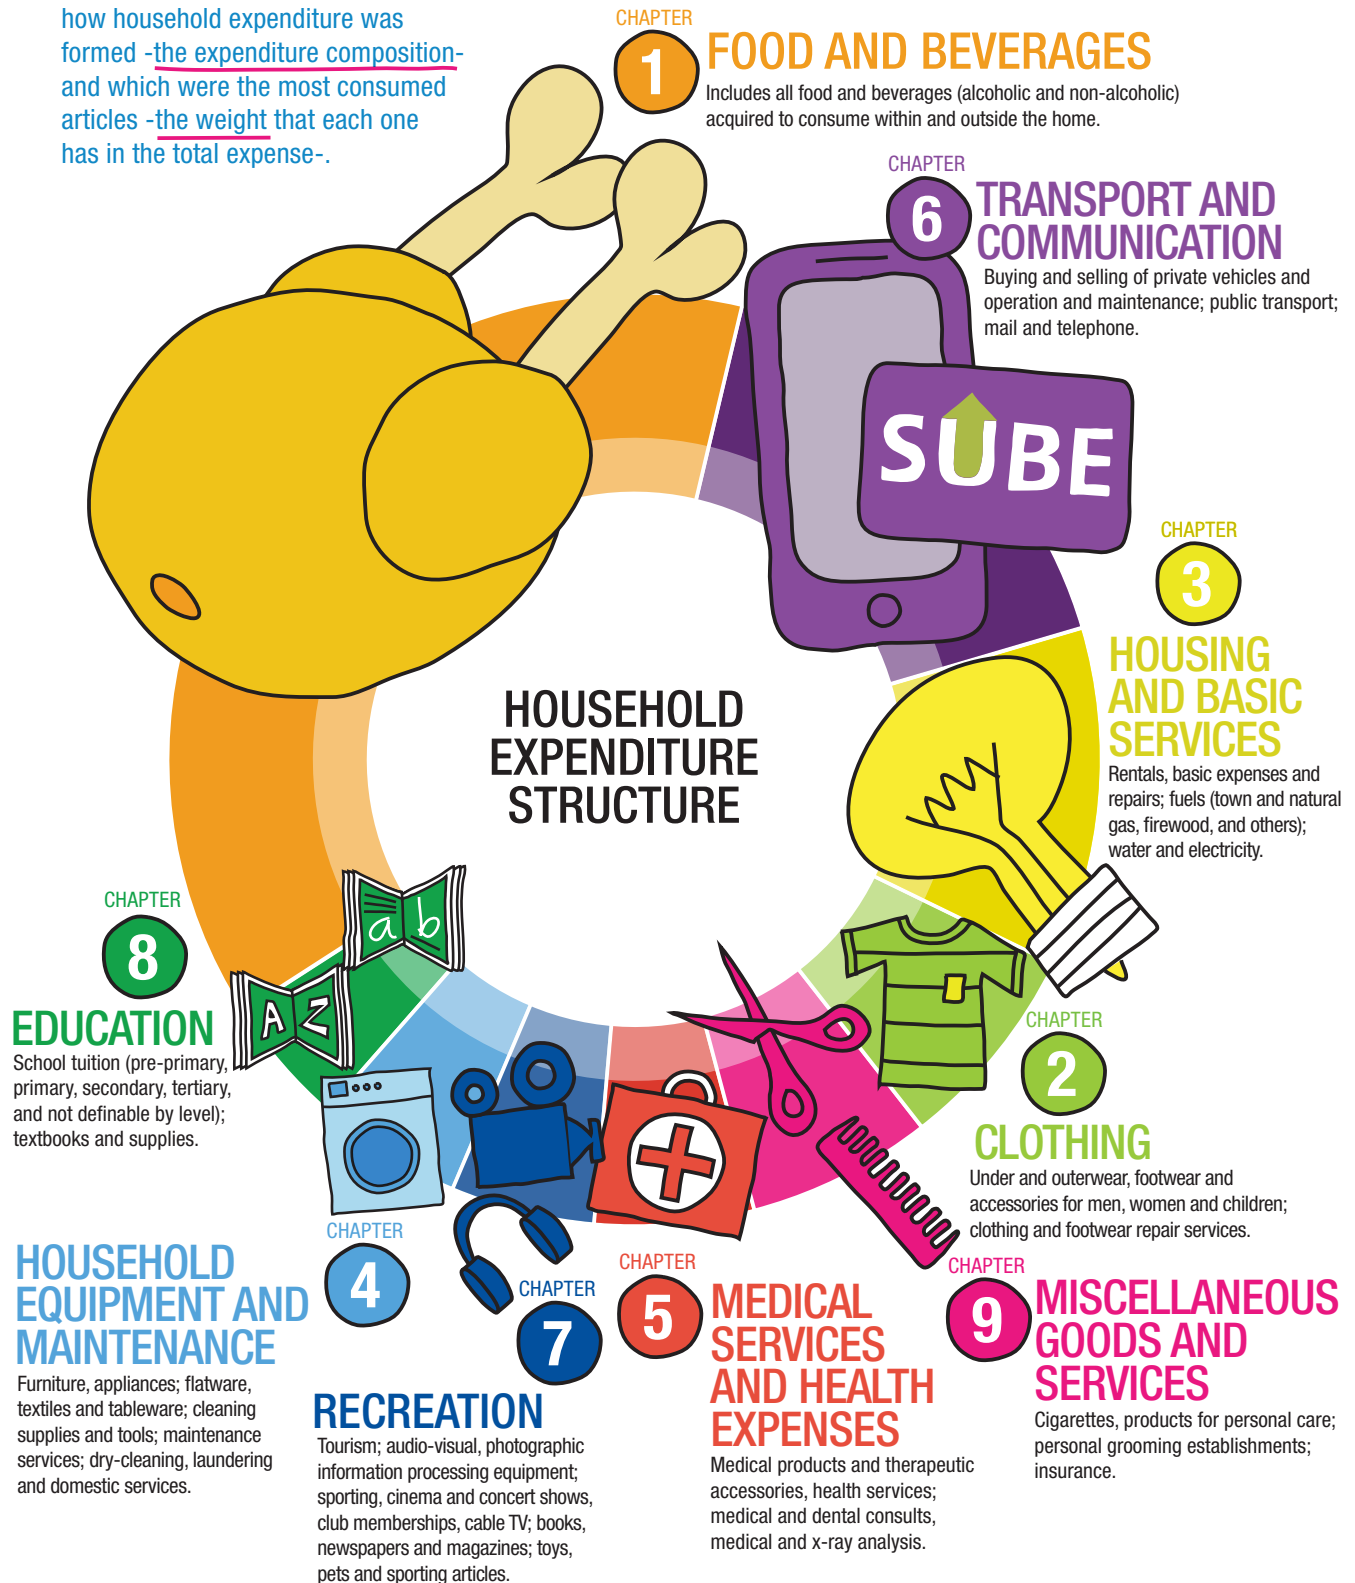 how household expenditure was
formed -the expenditure composition-
and which were the most consumed
articles -the weight that each one
has in the total expense-.
CHAPTER
1
FOOD AND BEVERAGES
Includes all food and beverages (alcoholic and non-alcoholic)
acquired to consume within and outside the home.
CHAPTER
6
TRANSPORT AND
COMMUNICATION
Buying and selling of private vehicles and
operation and maintenance; public transport;
mail and telephone.
SUBE
CHAPTER
3
HOUSING
AND BASIC
SERVICES
Rentals, basic expenses and
repairs; fuels (town and natural
gas, firewood, and others);
water and electricity.
HOUSEHOLD
EXPENDITURE
STRUCTURE
CHAPTER
8
EDUCATION
School tuition (pre-primary,
primary, secondary, tertiary,
and not definable by level);
textbooks and supplies.
a b
A Z
CHAPTER
2
CLOTHING
Under and outerwear, footwear and
accessories for men, women and children;
clothing and footwear repair services.
CHAPTER
4
HOUSEHOLD
EQUIPMENT AND
MAINTENANCE
Furniture, appliances; flatware,
textiles and tableware; cleaning
supplies and tools; maintenance
services; dry-cleaning, laundering
and domestic services.
CHAPTER
7
RECREATION
Tourism; audio-visual, photographic
information processing equipment;
sporting, cinema and concert shows,
club memberships, cable TV; books,
newspapers and magazines; toys,
pets and sporting articles.
CHAPTER
5
MEDICAL
SERVICES
AND HEALTH
EXPENSES
Medical products and therapeutic
accessories, health services;
medical and dental consults,
medical and x-ray analysis.
CHAPTER
9
MISCELLANEOUS
GOODS AND
SERVICES
Cigarettes, products for personal care;
personal grooming establishments;
insurance.